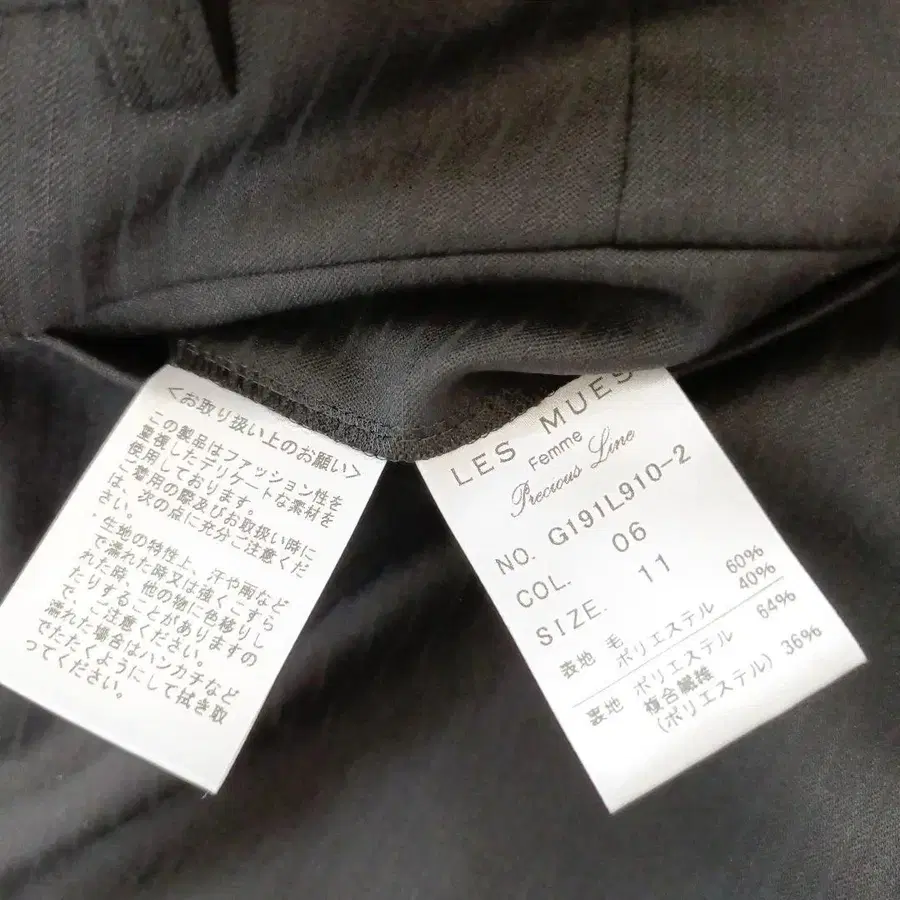 <お取り扱い上のお願い>
この製品はファッション性を
重視したデリケートな素材を
使用しております。
ご着用の際及びお取扱い時に
は、次の点に充分ご注意くだ
さい。
.生地の特性上、汗や雨など
で濡れた時又は強くこすら
れた時、他の物に色移りし
たりすることがありますの
で ご注意ください。
濡れた場合はハンカチなど
でたたくようにして拭き取
ってください。
LES MUES
Femme
Precious Line
NO. G191L910-2
COL. 06
SIZE. 11
表地 毛 60%
ポリエステル 40%
裏地 ポリエステル 64%
複合繊維 36%
(ポリエステル)